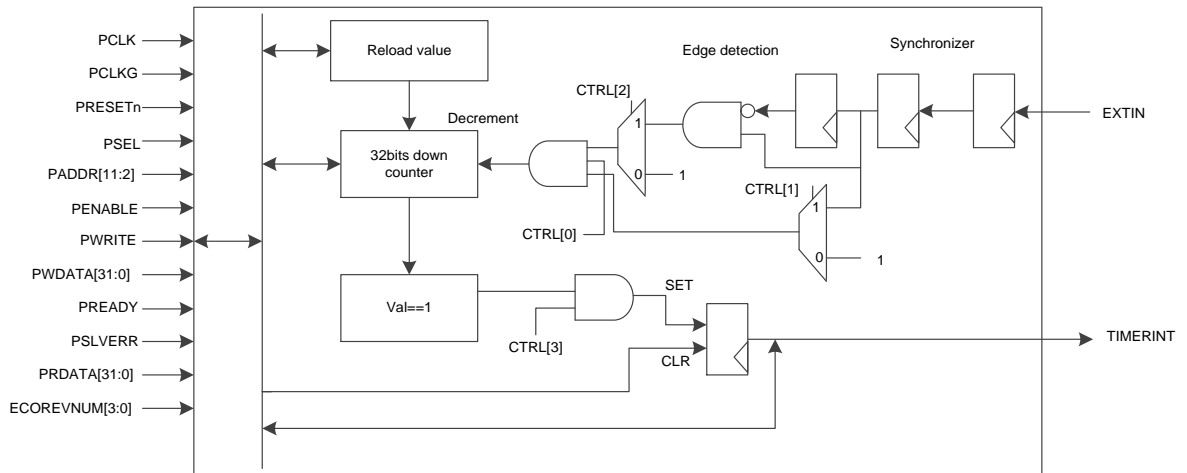 PCLK
PCLKG
PRESETn
PSEL
PADDR[11:2]
PENABLE
PWRITE
PWDATA[31:0]
PREADY
PSLVERR
PRDATA[31:0]
ECOREVNUM[3:0]
Reload value
Decrement
32bits down
counter
Val==1
Edge detection
Synchronizer
CTRL[2]
1
0
1
CTRL[1]
1
0
1
CTRL[0]
CTRL[3]
SET
CLR
EXTIN
TIMERINT